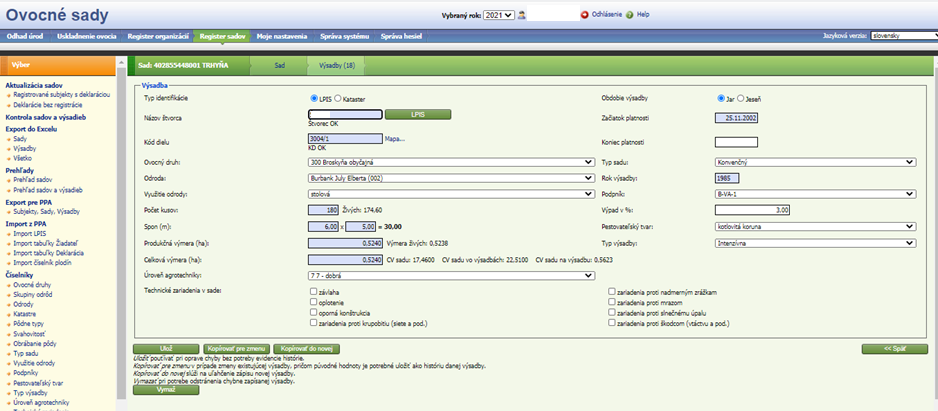 Ovocné sady
Vybraný rok: 2021 Odhlásenie Help
Odhad úrod Uskladnenie ovocia Register organizácií Register sadov Moje nastavenia Správa systému Správa hesiel Jazyková verzia: slovensky
Výber
Aktualizácia sadov
Registrované subjekty s deklaráciou
Deklarácie bez registrácie
Kontrola sadov a výsadieb
Export do Excelu
Sady
Výsadby
Všetko
Prehľady
Prehľad sadov
Prehľad sadov a výsadieb
Export pre PPA
Subjekty, Sady, Výsadby
Import z PPA
Import LPIS
Import tabuľky Žiadateľ
Import tabuľky Deklarácia
Import číselník plodín
Číselníky
Ovocné druhy
Skupiny odrôd
Odrody
Katastre
Pôdne typy
Svahovitosť
Obrábanie pôdy
Typ sadu
Využitie odrody
Podpníky
Pestovateľský tvar
Typ výsadby
Úroveň agrotechniky
Sad: 402855448001 TRHYŇA Sad Výsadby (18)
Výsadba
Typ identifikácie LPIS Kataster Obdobie výsadby Jar Jeseň
Názov štvorca LPIS Začiatok platnosti 25.11.2002
Štvorec OK
Kód dielu 3004/1 Mapa... Koniec platnosti
KD OK
Ovocný druh: 300 Broskyňa obyčajná Typ sadu: Konvenčný
Odroda: Burbank July Elberta (002) Rok výsadby: 1985
Využitie odrody: stolová Podpník: B-VA-1
Počet kusov: 180 Živých: 174,60 Výpad v %: 3,00
Spon (m): 6,00 x 5,00 = 30,00 Pestovateľský tvar: kotlovitá koruna
Produkčná výmera (ha): 0,5240 Výmera živých: 0,5238 Typ výsadby: Intenzívna
Celková výmera (ha): 0,5240 CV sadu: 17,4600 CV sadu vo výsadbách: 22,5100 CV sadu na výsadbu: 0,5623
Úroveň agrotechniky: 7 7 - dobrá
Technické zariadenia v sade: závlaha zariadenia proti nadmerným zrážkam
oplotenie zariadenia proti mrazom
oporná konštrukcia zariadenia proti slnečnému úpalu
zariadenia proti krupobitiu (siete a pod.) zariadenia proti škodcom (vtáctvu a pod.)
Ulož Kopírovať pre zmenu Kopírovať do novej << Späť
Uložiť používať pri oprave chyby bez potreby evidencie histórie.
Kopírovať pre zmenu v prípade zmeny existujúcej výsadby, pričom pôvodné hodnoty je potrebné uložiť ako históriu danej výsadby.
Kopírovať do novej slúži na uľahčenie zápisu novej výsadby.
Vymazať pri potrebe odstránenia chybne zapísanej výsadby.
Vymaž